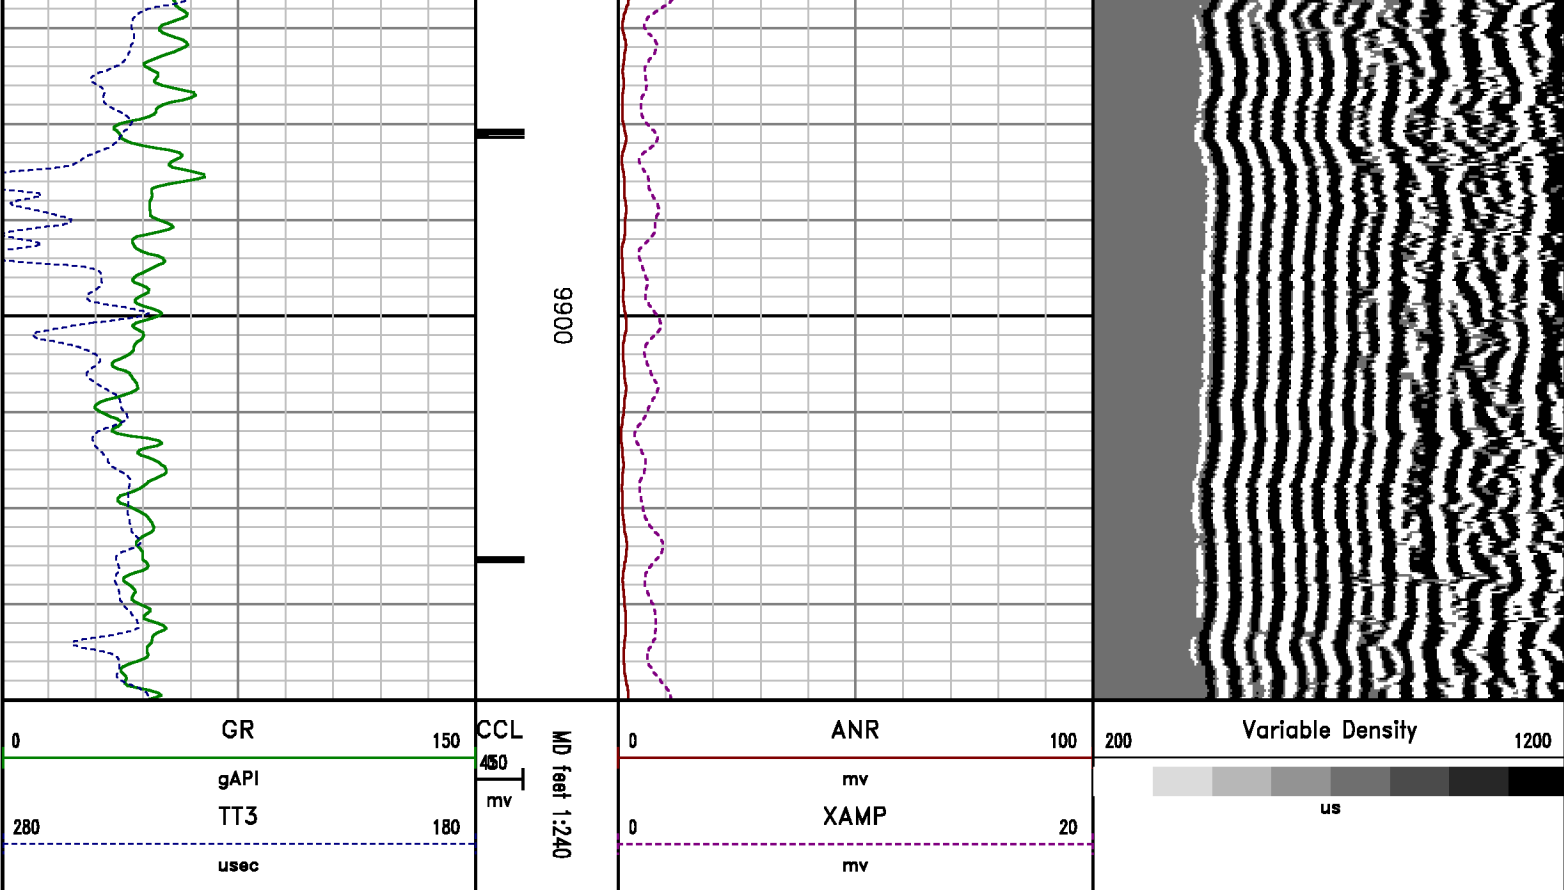 9900
GR
0 150
gAPI
TT3
280 180
usec
CCL
mv
MD feet 1:240
ANR
0 100
mv
XAMP
0 20
mv
Variable Density
200 1200
us